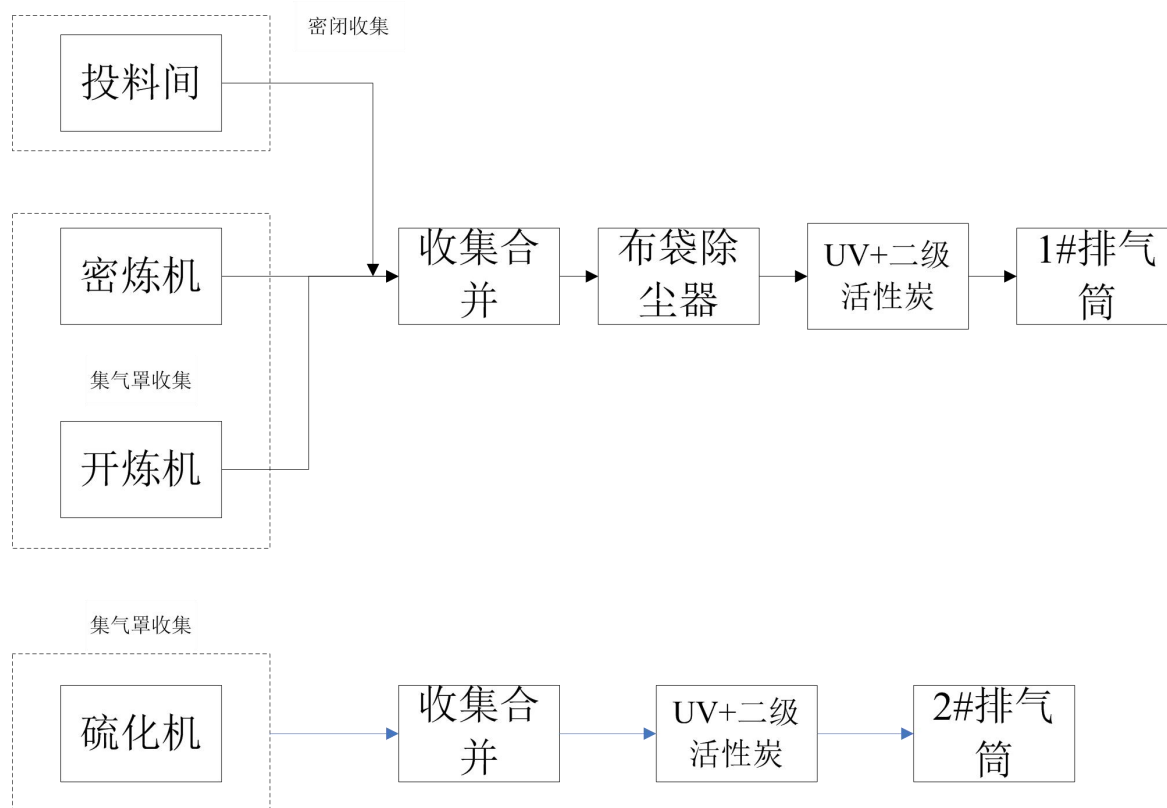 密闭收集
投料间
密炼机
收集合
并
布袋除
尘器
UV+二级
活性炭
1#排气
筒
集气罩收集
开炼机
集气罩收集
硫化机
收集合
并
UV+二级
活性炭
2#排气
筒